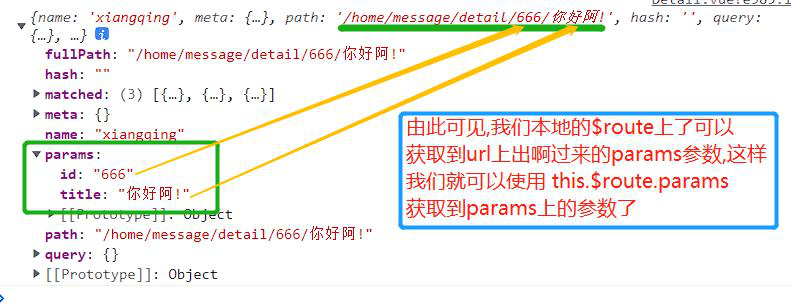 Detail.vue?e989:1
{name: 'xiangqing', meta: {…}, path: '/home/message/detail/666/你好阿!', hash: '', query:
{…}, …}
fullPath: "/home/message/detail/666/你好阿!"
hash: ""
matched: (3) [{…}, {…}, {…}]
meta: {}
name: "xiangqing"
params:
id: "666"
title: "你好阿!"
[[Prototype]]: Object
path: "/home/message/detail/666/你好阿!"
query: {}
[[Prototype]]: Object
由此可见,我们本地的$route上了可以
获取到url上出啊过来的params参数,这样
我们就可以使用 this.$route.params
获取到params上的参数了